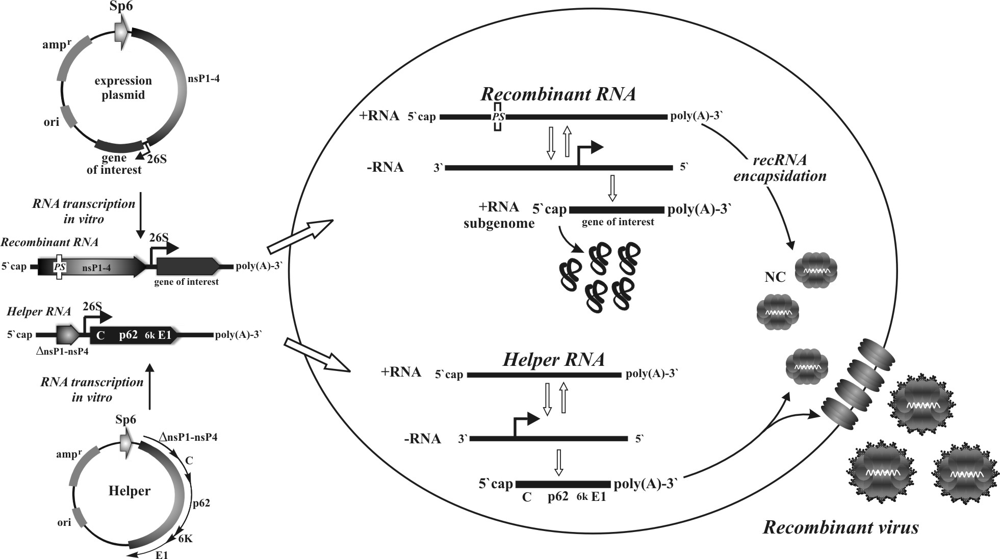 Sp6
ampʳ
expression
plasmid
nsP1-4
ori
gene
of interest
26S
RNA transcription
in vitro
Recombinant RNA
26S
5`cap
PS
nsP1-4
poly(A)-3`
gene of interest
Helper RNA
26S
5`cap
C p62 6k E1
poly(A)-3`
ΔnsP1-nsP4
RNA transcription
in vitro
Sp6
ΔnsP1-nsP4
ampʳ
C
Helper
p62
ori
6K
E1
Recombinant RNA
+RNA 5`cap PS poly(A)-3`
-RNA 3` 5`
+RNA
subgenome
5`cap poly(A)-3`
gene of interest
recRNA
encapsidation
NC
Helper RNA
+RNA 5`cap poly(A)-3`
-RNA 3` 5`
5`cap poly(A)-3`
C p62 6k E1
Recombinant virus